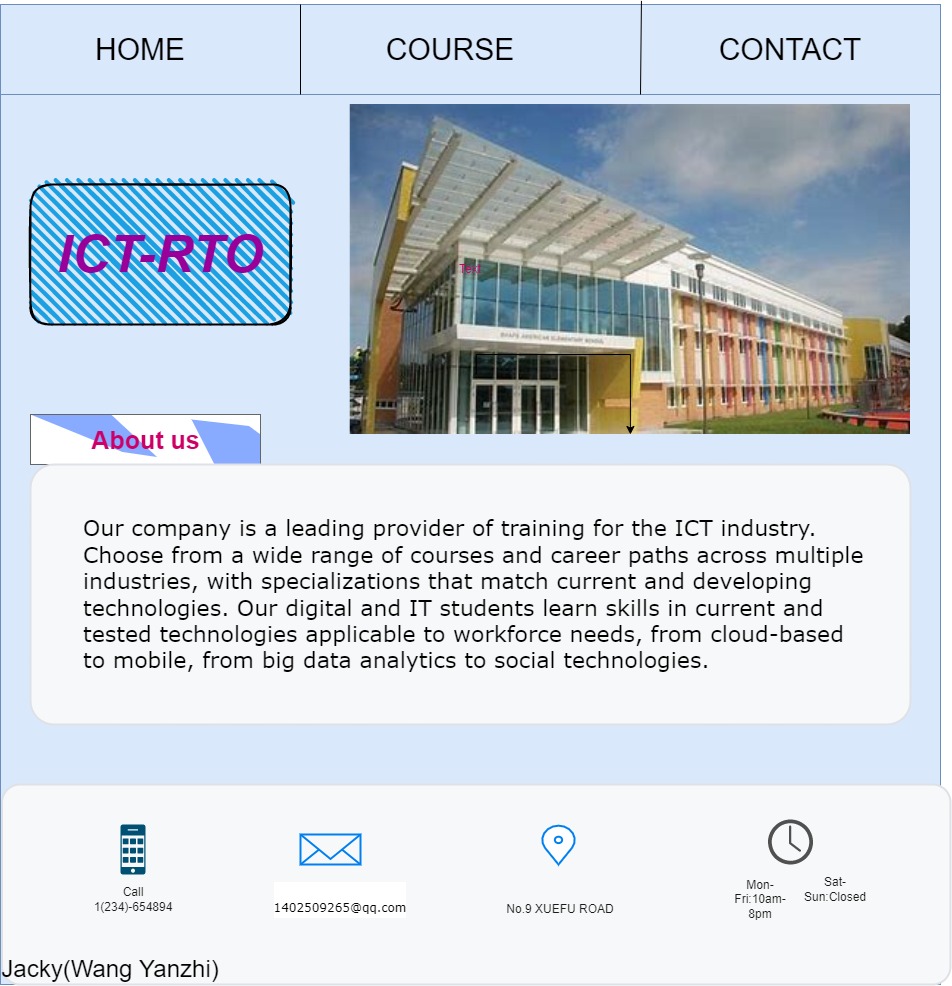 HOME
COURSE
CONTACT
ICT-RTO
Text
About us
Our company is a leading provider of training for the ICT industry.
Choose from a wide range of courses and career paths across multiple
industries, with specializations that match current and developing
technologies. Our digital and IT students learn skills in current and
tested technologies applicable to workforce needs, from cloud-based
to mobile, from big data analytics to social technologies.
Call
1(234)-654894
1402509265@qq.com
No.9 XUEFU ROAD
Mon-
Fri:10am-
8pm
Sat-
Sun:Closed
Jacky(Wang Yanzhi)